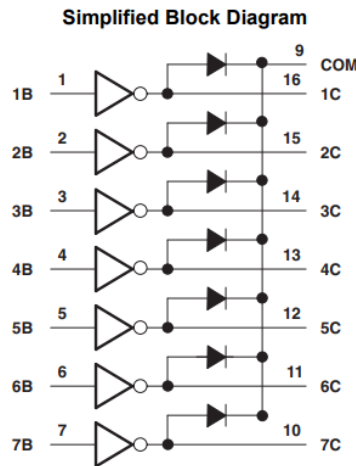 Simplified Block Diagram
9 COM
1B 1 16 1C
2B 2 15 2C
3B 3 14 3C
4B 4 13 4C
5B 5 12 5C
6B 6 11 6C
7B 7 10 7C